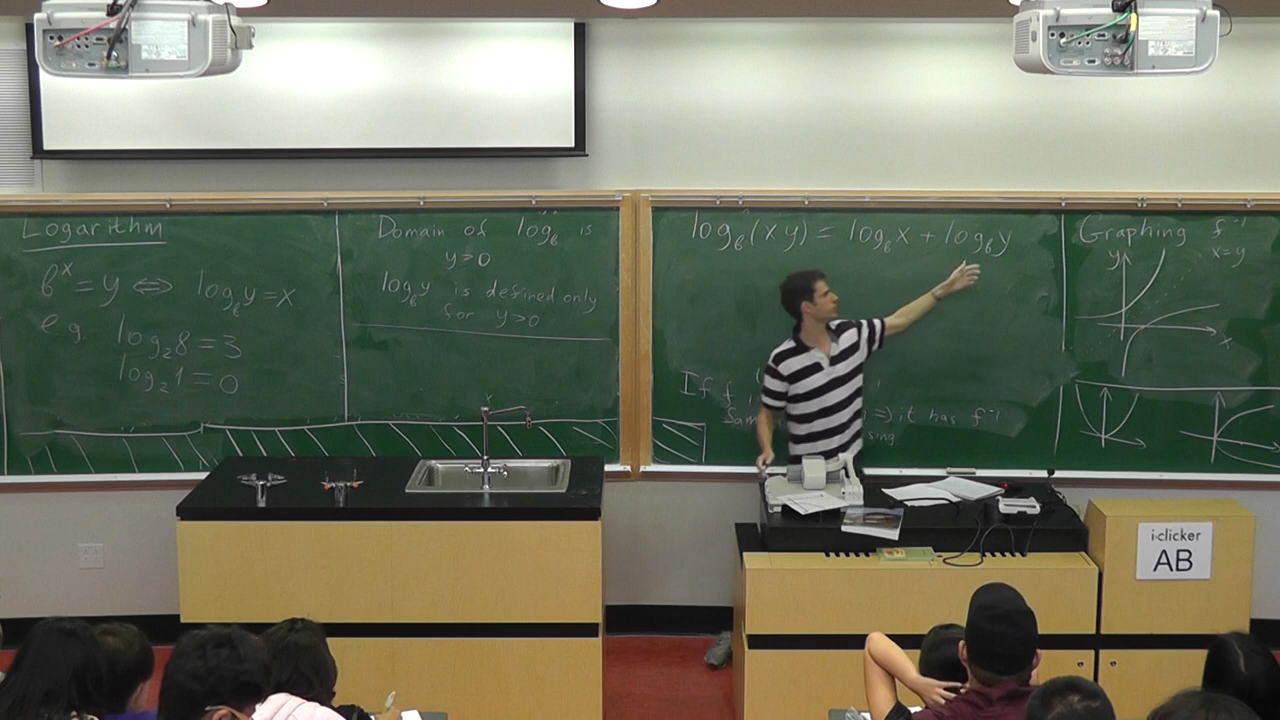 Logarithm
b^x = y ⇔ log_b y = x
e.g. log_2 8 = 3
log_2 1 = 0
Domain of log_b is
y>0
log_b y is defined only
for y>0
log_b(xy) = log_b x + log_b y
If f
⇒ it has f^-1
Graphing f^-1
x=y
y
x
i>clicker
AB